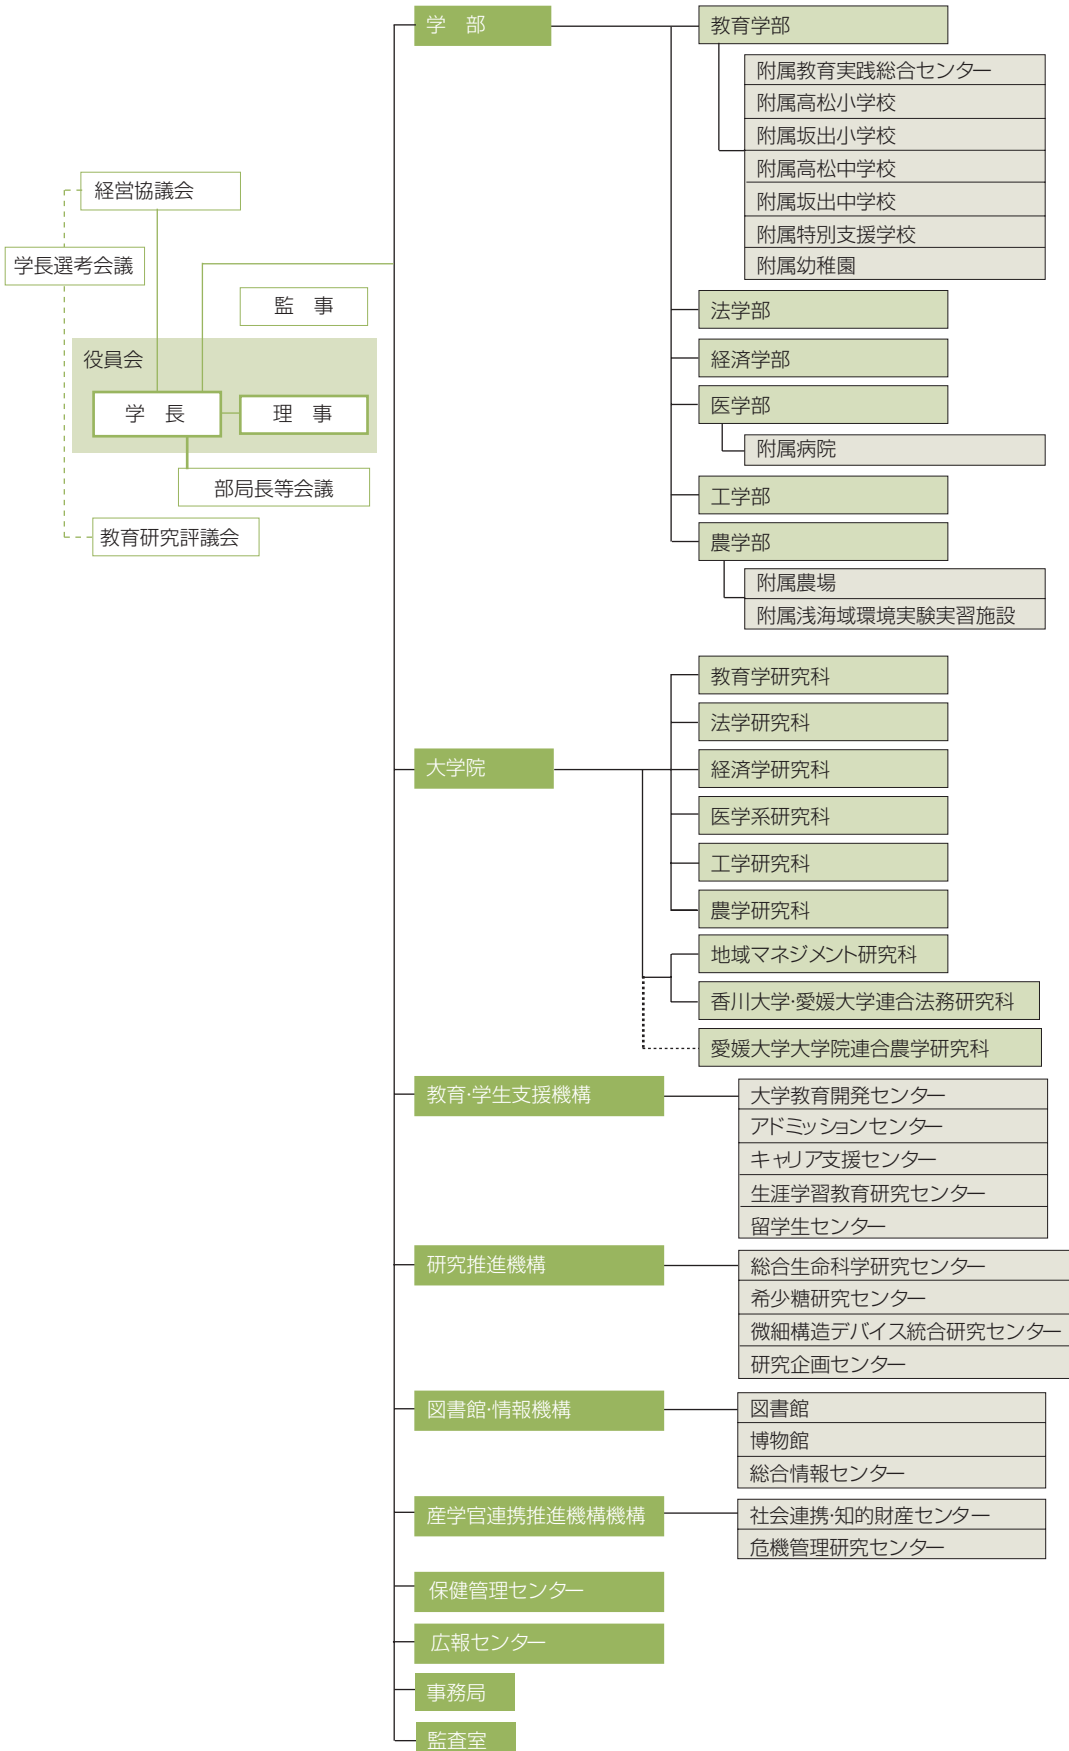 経営協議会
学長選考会議
監　事
役員会
学　長
理　事
部局長等会議
教育研究評議会
学　部
教育学部
附属教育実践総合センター
附属高松小学校
附属坂出小学校
附属高松中学校
附属坂出中学校
附属特別支援学校
附属幼稚園
法学部
経済学部
医学部
附属病院
工学部
農学部
附属農場
附属浅海域環境実験実習施設
大学院
教育学研究科
法学研究科
経済学研究科
医学系研究科
工学研究科
農学研究科
地域マネジメント研究科
香川大学・愛媛大学連合法務研究科
愛媛大学大学院連合農学研究科
教育・学生支援機構
大学教育開発センター
アドミッションセンター
キャリア支援センター
生涯学習教育研究センター
留学生センター
研究推進機構
総合生命科学研究センター
希少糖研究センター
微細構造デバイス統合研究センター
研究企画センター
図書館・情報機構
図書館
博物館
総合情報センター
産学官連携推進機構機構
社会連携・知的財産センター
危機管理研究センター
保健管理センター
広報センター
事務局
監査室